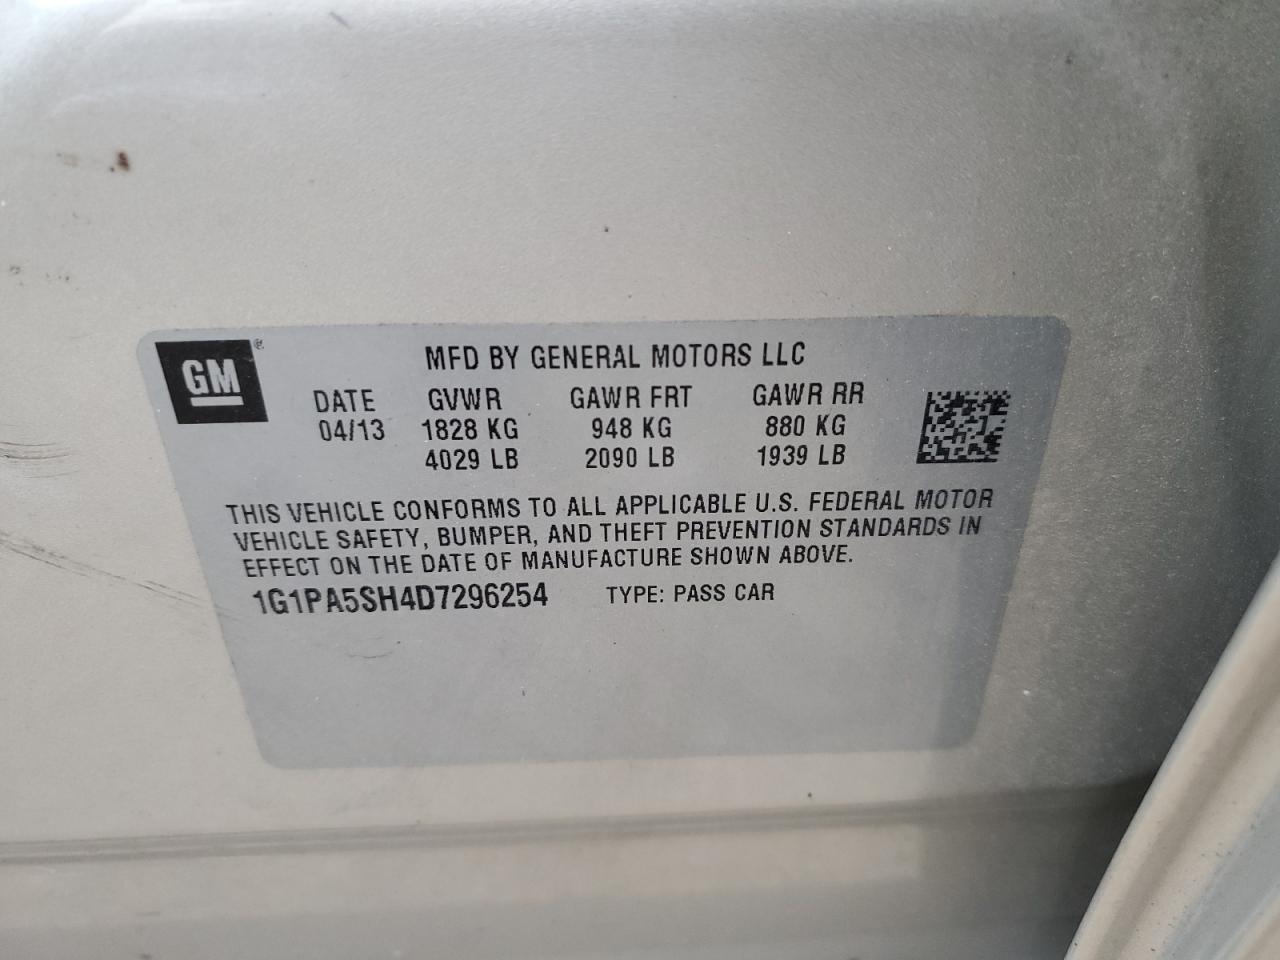 GM ®
MFD BY GENERAL MOTORS LLC
DATE GVWR GAWR FRT GAWR RR
04/13 1828 KG 948 KG 880 KG
4029 LB 2090 LB 1939 LB
THIS VEHICLE CONFORMS TO ALL APPLICABLE U.S. FEDERAL MOTOR
VEHICLE SAFETY, BUMPER, AND THEFT PREVENTION STANDARDS IN
EFFECT ON THE DATE OF MANUFACTURE SHOWN ABOVE.
1G1PA5SH4D7296254 TYPE: PASS CAR